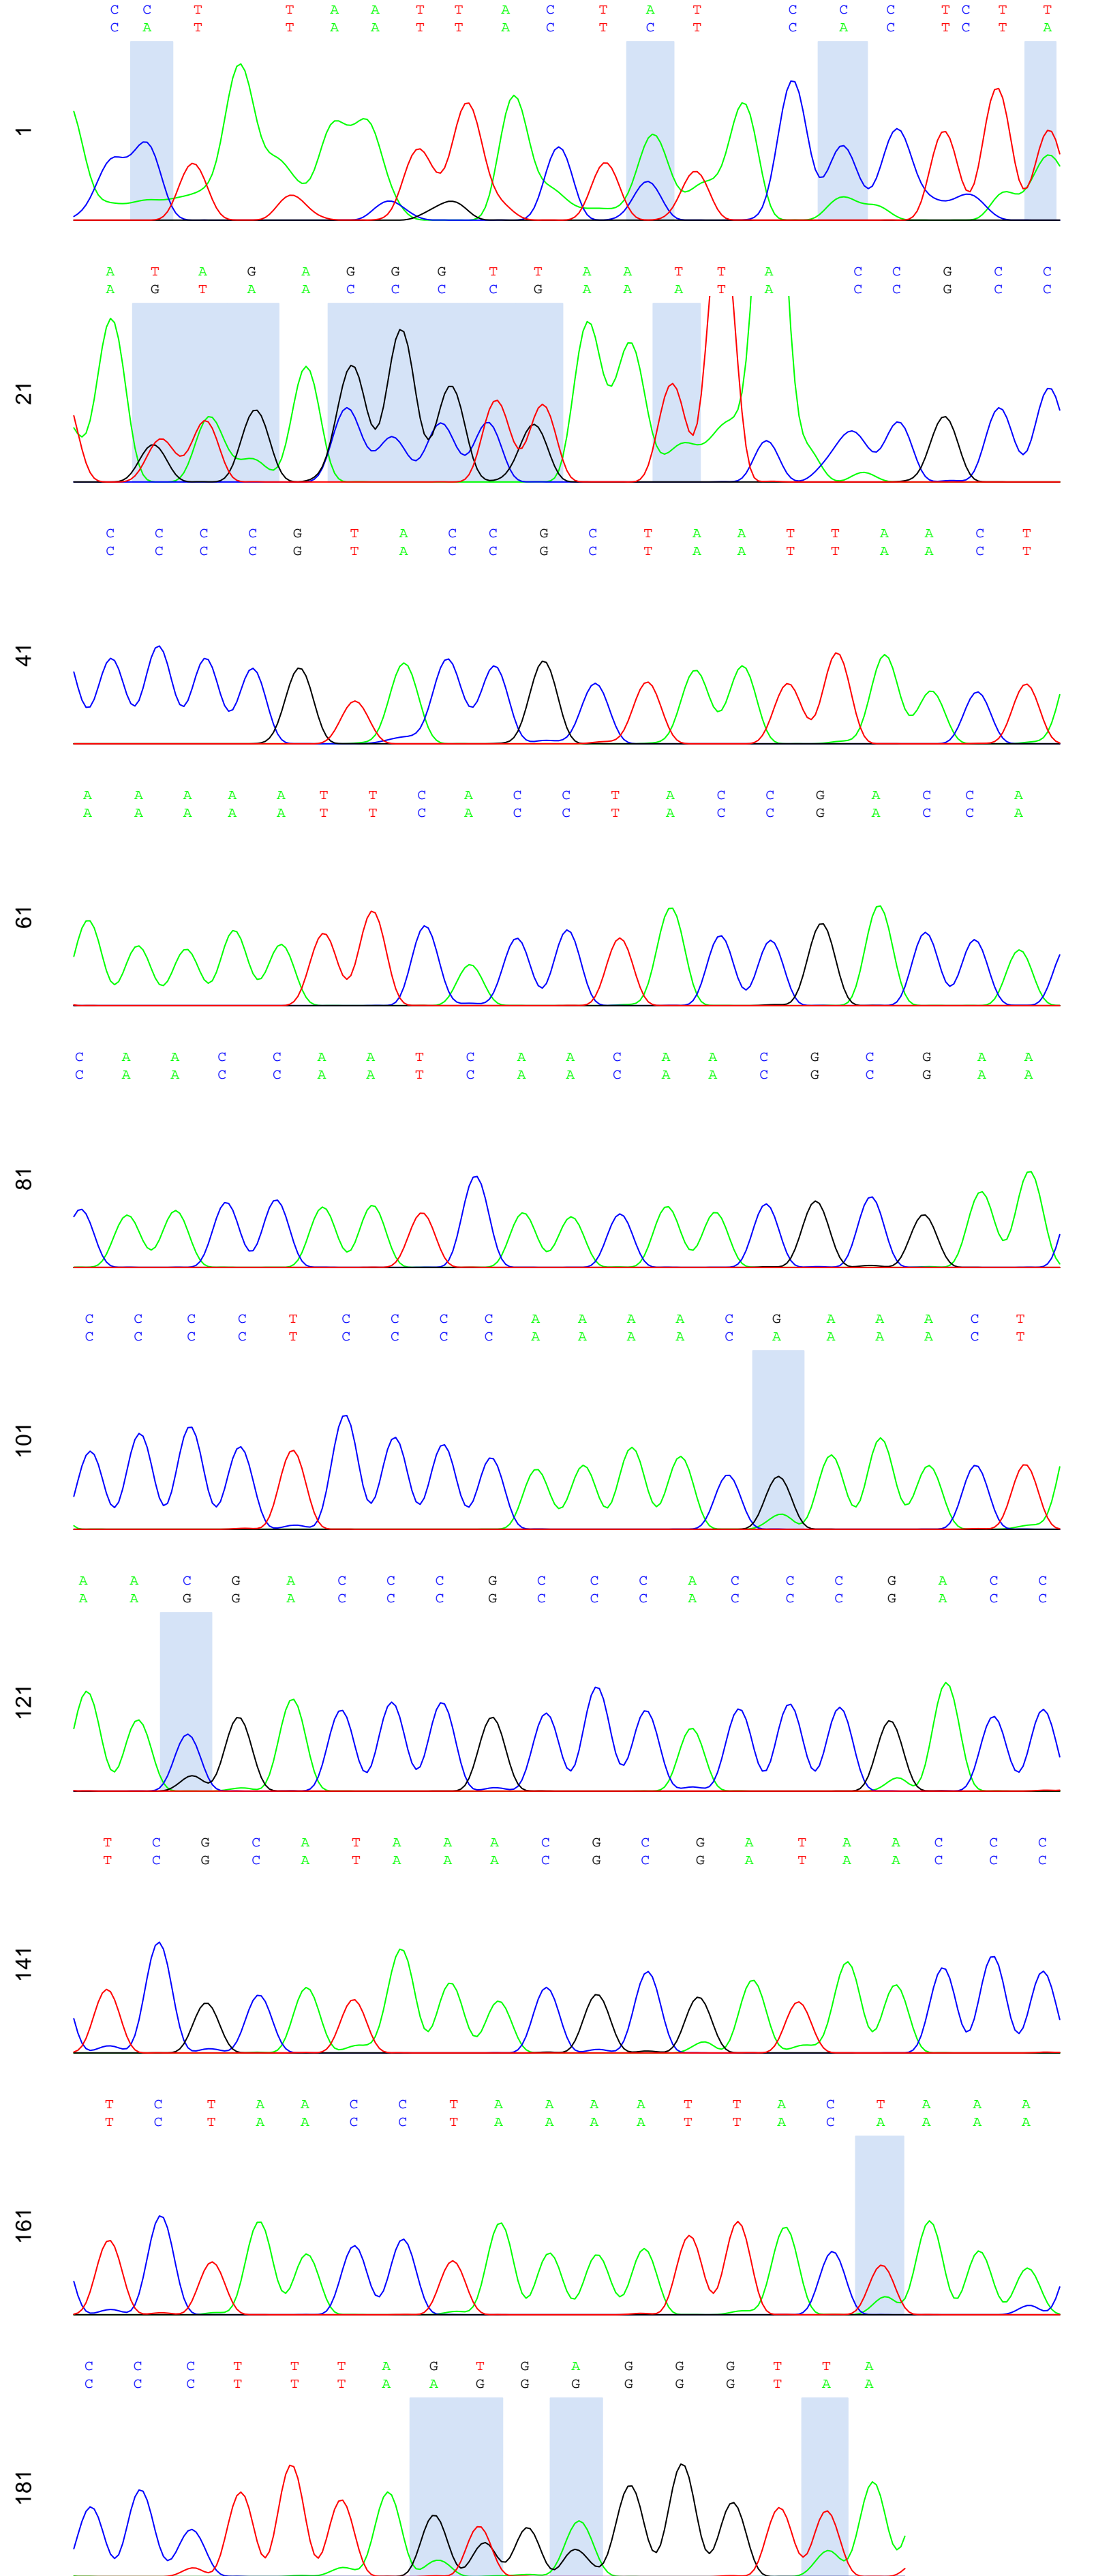 C C T T A A T T A C T A T C C C T C T T
C A T T A A T T A C T C T C A C T C T A
1
A T A G A G G G T T A A T T A C C G C C
A G T A A C C C C G A A A T A C C G C C
21
C C C C G T A C C G C T A A T T A A C T
C C C C G T A C C G C T A A T T A A C T
41
A A A A A T T C A C C T A C C G A C C A
A A A A A T T C A C C T A C C G A C C A
61
C A A C C A A T C A A C A A C G C G A A
C A A C C A A T C A A C A A C G C G A A
81
C C C C T C C C C A A A A C G A A A C T
C C C C T C C C C A A A A C A A A A C T
101
A A C G A C C C G C C C A C C C G A C C
A A G G A C C C G C C C A C C C G A C C
121
T C G C A T A A A C G C G A T A A C C C
T C G C A T A A A C G C G A T A A C C C
141
T C T A A C C T A A A A T T A C T A A A
T C T A A C C T A A A A T T A C A A A A
161
C C C T T T A G T G A G G G T T A
C C C T T T A A G G G G G G T A A
181